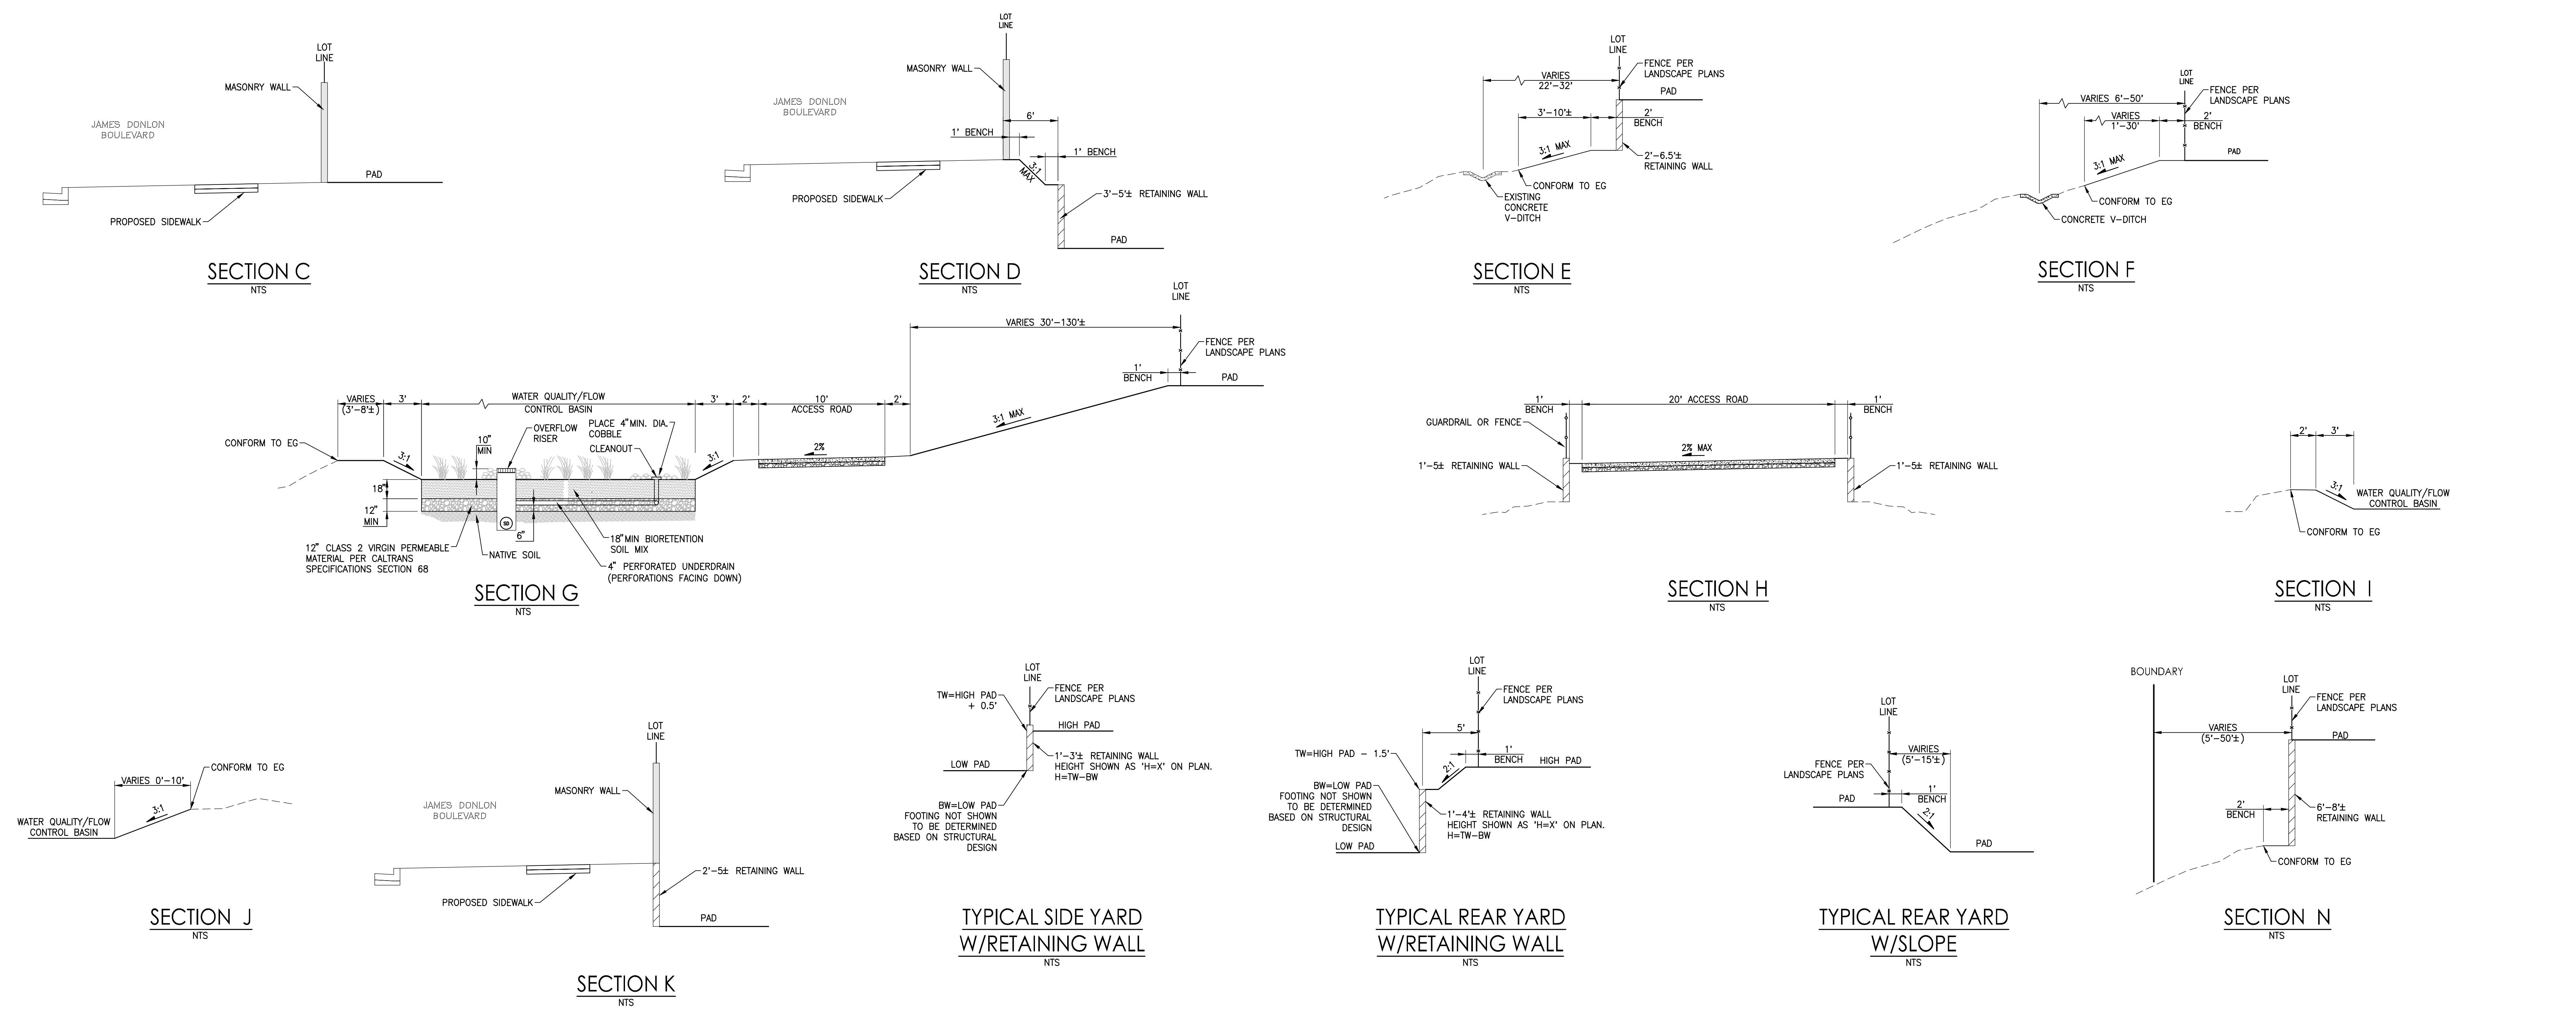 LOT
LINE
MASONRY WALL
JAMES DONLON
BOULEVARD
PAD
PROPOSED SIDEWALK
SECTION C
NTS
LOT
LINE
MASONRY WALL
JAMES DONLON
BOULEVARD
6'
1' BENCH
1' BENCH
3:1
MAX
3'-5'± RETAINING WALL
PROPOSED SIDEWALK
PAD
SECTION D
NTS
LOT
LINE
FENCE PER
LANDSCAPE PLANS
VARIES
22'-32'
PAD
3'-10'±
2'
BENCH
3:1 MAX
2'-6.5'±
RETAINING WALL
CONFORM TO EG
EXISTING
CONCRETE
V-DITCH
SECTION E
NTS
LOT
LINE
FENCE PER
LANDSCAPE PLANS
VARIES 6'-50'
VARIES
1'-30'
2'
BENCH
PAD
3:1 MAX
CONFORM TO EG
CONCRETE V-DITCH
SECTION F
NTS
LOT
LINE
VARIES 30'-130'±
FENCE PER
LANDSCAPE PLANS
1'
BENCH
PAD
3:1 MAX
VARIES
(3'-8'±)
3'
WATER QUALITY/FLOW
CONTROL BASIN
3'
2'
10'
ACCESS ROAD
2'
CONFORM TO EG
3:1
10"
MIN
OVERFLOW
RISER
PLACE 4" MIN. DIA.
COBBLE
CLEANOUT
3:1
2%
18"
12"
MIN
SD
6"
12" CLASS 2 VIRGIN PERMEABLE
MATERIAL PER CALTRANS
SPECIFICATIONS SECTION 68
NATIVE SOIL
18"MIN BIORETENTION
SOIL MIX
4" PERFORATED UNDERDRAIN
(PERFORATIONS FACING DOWN)
SECTION G
NTS
1'
BENCH
20' ACCESS ROAD
1'
BENCH
GUARDRAIL OR FENCE
2% MAX
1'-5± RETAINING WALL
1'-5± RETAINING WALL
SECTION H
NTS
2'
3'
3:1
WATER QUALITY/FLOW
CONTROL BASIN
CONFORM TO EG
SECTION I
NTS
CONFORM TO EG
VARIES 0'-10'
3:1
WATER QUALITY/FLOW
CONTROL BASIN
SECTION J
NTS
LOT
LINE
MASONRY WALL
JAMES DONLON
BOULEVARD
2'-5± RETAINING WALL
PROPOSED SIDEWALK
PAD
SECTION K
NTS
LOT
LINE
TW=HIGH PAD
+ 0.5'
FENCE PER
LANDSCAPE PLANS
HIGH PAD
LOW PAD
1'-3'± RETAINING WALL
HEIGHT SHOWN AS 'H=X' ON PLAN.
H=TW-BW
BW=LOW PAD
FOOTING NOT SHOWN
TO BE DETERMINED
BASED ON STRUCTURAL
DESIGN
TYPICAL SIDE YARD
W/RETAINING WALL
NTS
LOT
LINE
FENCE PER
LANDSCAPE PLANS
5'
TW=HIGH PAD - 1.5'
1'
BENCH
HIGH PAD
2:1
BW=LOW PAD
FOOTING NOT SHOWN
TO BE DETERMINED
BASED ON STRUCTURAL
DESIGN
1'-4'± RETAINING WALL
HEIGHT SHOWN AS 'H=X' ON PLAN.
H=TW-BW
LOW PAD
TYPICAL REAR YARD
W/RETAINING WALL
NTS
LOT
LINE
VAIRIES
(5'-15'±)
FENCE PER
LANDSCAPE PLANS
1'
BENCH
PAD
2:1
PAD
TYPICAL REAR YARD
W/SLOPE
NTS
BOUNDARY
LOT
LINE
FENCE PER
LANDSCAPE PLANS
VARIES
(5'-50'±)
PAD
2'
BENCH
6'-8'±
RETAINING WALL
CONFORM TO EG
SECTION N
NTS